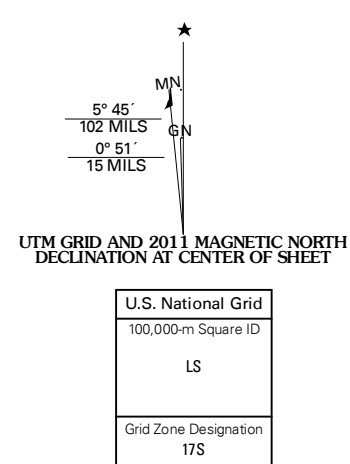 MN
5° 45´
102 MILS
GN
0° 51´
15 MILS
UTM GRID AND 2011 MAGNETIC NORTH
DECLINATION AT CENTER OF SHEET
U.S. National Grid
100,000-m Square ID
LS
Grid Zone Designation
17S